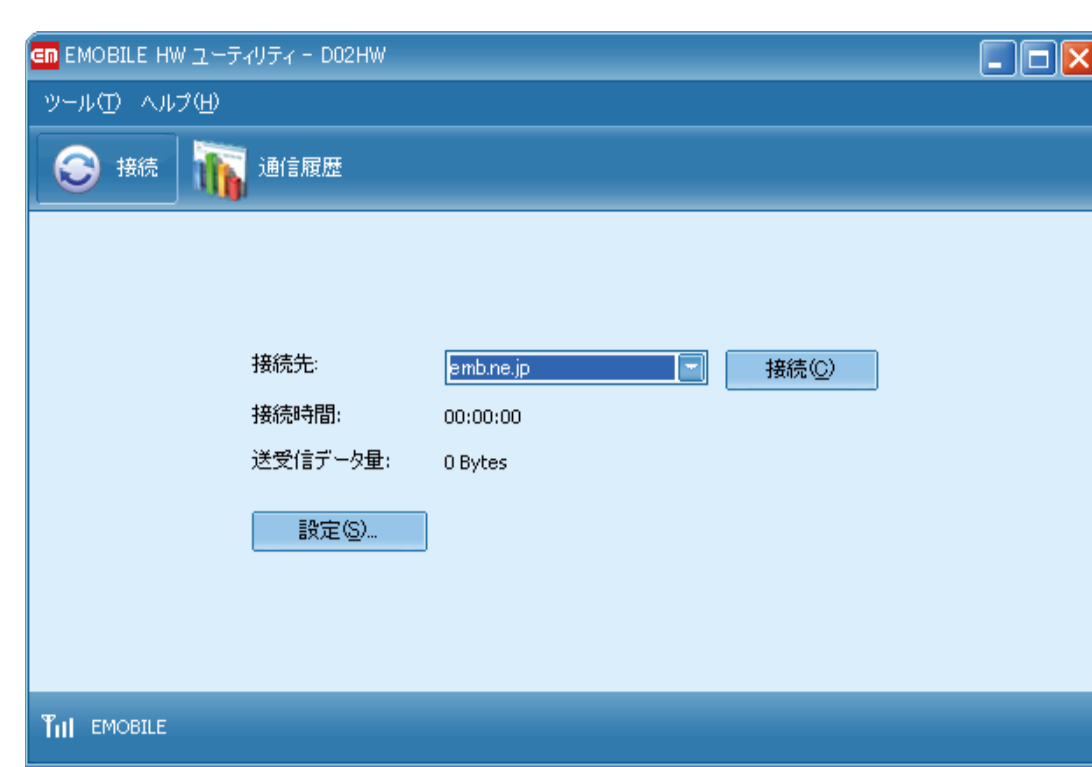 EM EMOBILE HW ユーティリティ - D02HW
ツール(T) ヘルプ(H)
接続 通信履歴
接続先: emb.ne.jp 接続(C)
接続時間: 00:00:00
送受信データ量: 0 Bytes
設定(S)...
EMOBILE